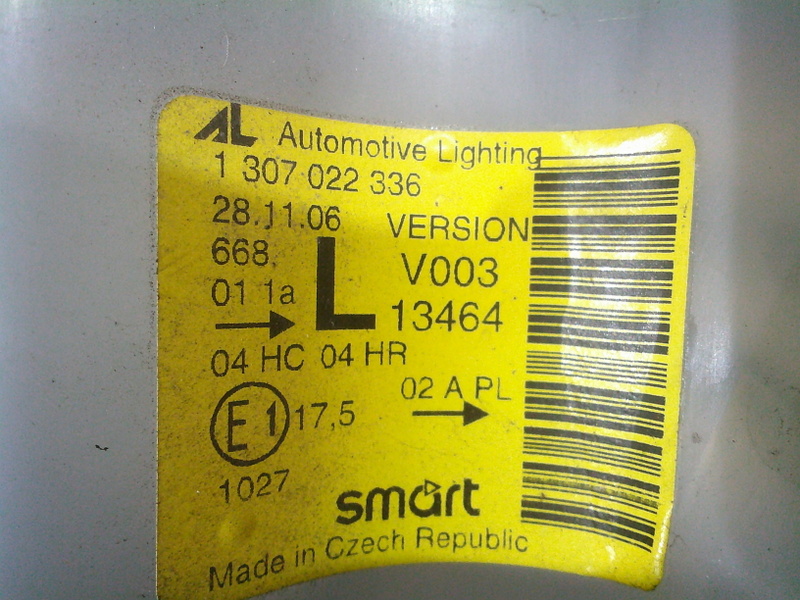 AL Automotive Lighting
1 307 022 336
28.11.06
VERSION
668.
L
V003
01 1a
13464
04 HC 04 HR
02 A PL
E1 17,5
1027
smart
Made in Czech Republic